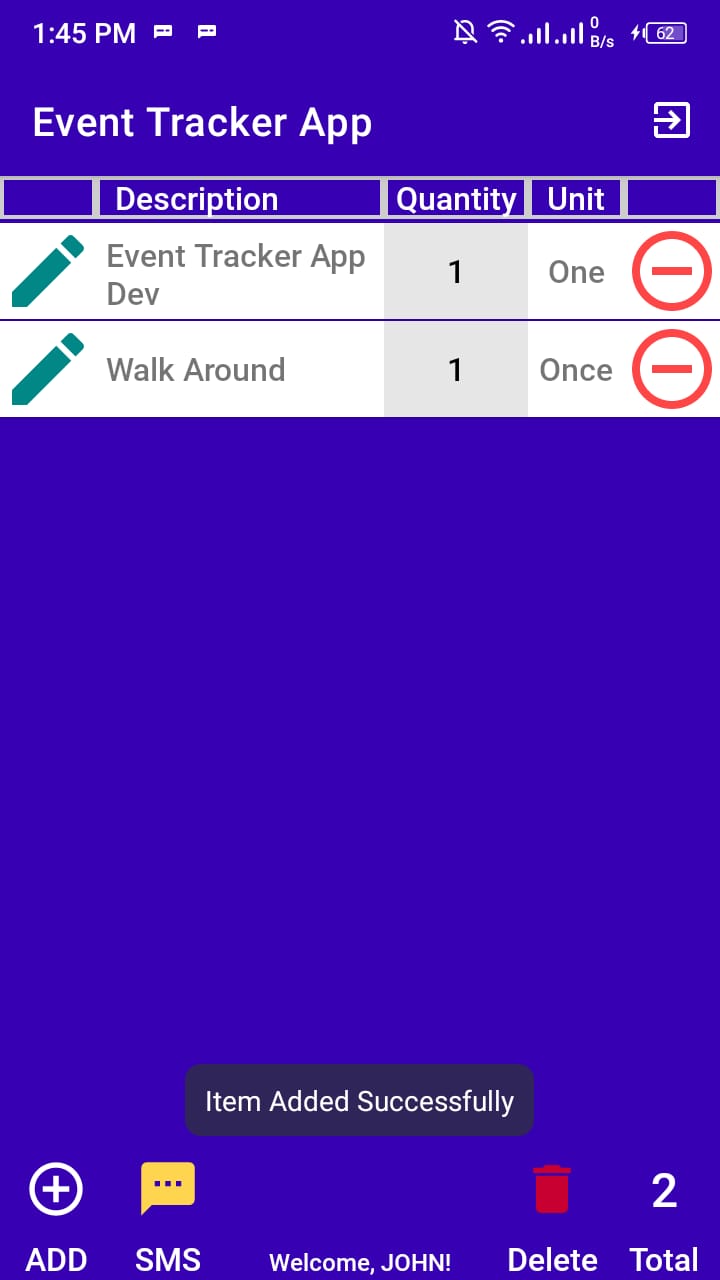 1:45 PM
0
B/s
62
Event Tracker App
Description Quantity Unit
Event Tracker App
Dev
1 One
Walk Around 1 Once
Item Added Successfully
2
ADD SMS Welcome, JOHN! Delete Total